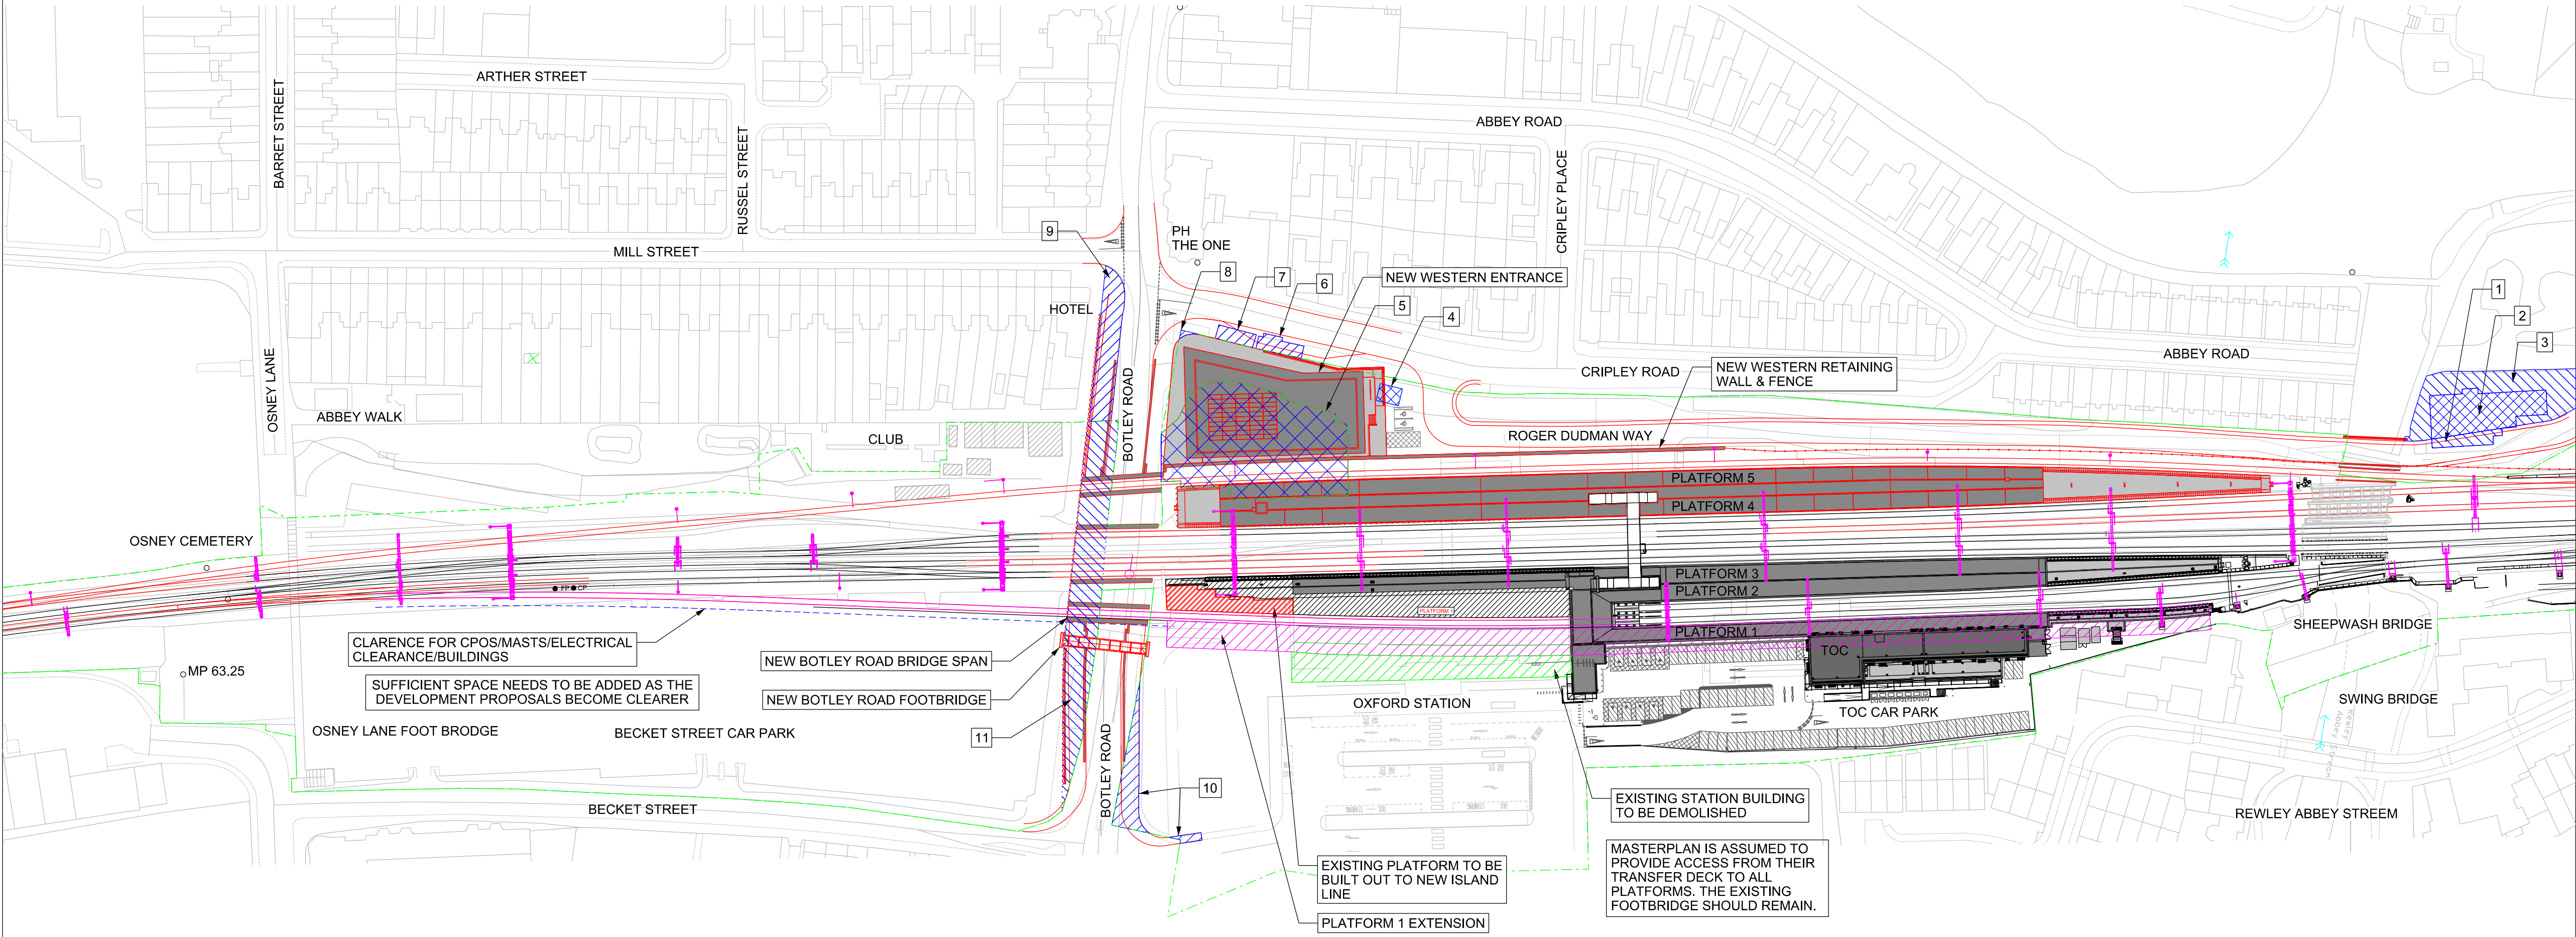 ARTHER STREET
BARRET STREET
RUSSEL STREET
ABBEY ROAD
CRIPLEY PLACE
MILL STREET
9
PH
THE ONE
8
7
6
NEW WESTERN ENTRANCE
5
4
1
2
3
HOTEL
ABBEY ROAD
CRIPLEY ROAD
NEW WESTERN RETAINING
WALL & FENCE
OSNEY LANE
ABBEY WALK
BOTLEY ROAD
CLUB
ROGER DUDMAN WAY
PLATFORM 5
PLATFORM 4
OSNEY CEMETERY
PP
CP
PLATFORM 3
PLATFORM 2
PLATFORM 1
PLATFORM
TOC
CLARENCE FOR CPOS/MASTS/ELECTRICAL
CLEARANCE/BUILDINGS
MP 63.25
SUFFICIENT SPACE NEEDS TO BE ADDED AS THE
DEVELOPMENT PROPOSALS BECOME CLEARER
NEW BOTLEY ROAD BRIDGE SPAN
NEW BOTLEY ROAD FOOTBRIDGE
SHEEPWASH BRIDGE
SWING BRIDGE
OXFORD STATION
TOC CAR PARK
OSNEY LANE FOOT BRODGE
BECKET STREET CAR PARK
11
BOTLEY ROAD
10
Rewley
Abbey Stream
BECKET STREET
EXISTING STATION BUILDING
TO BE DEMOLISHED
REWLEY ABBEY STREEM
EXISTING PLATFORM TO BE
BUILT OUT TO NEW ISLAND
LINE
MASTERPLAN IS ASSUMED TO
PROVIDE ACCESS FROM THEIR
TRANSFER DECK TO ALL
PLATFORMS. THE EXISTING
FOOTBRIDGE SHOULD REMAIN.
PLATFORM 1 EXTENSION